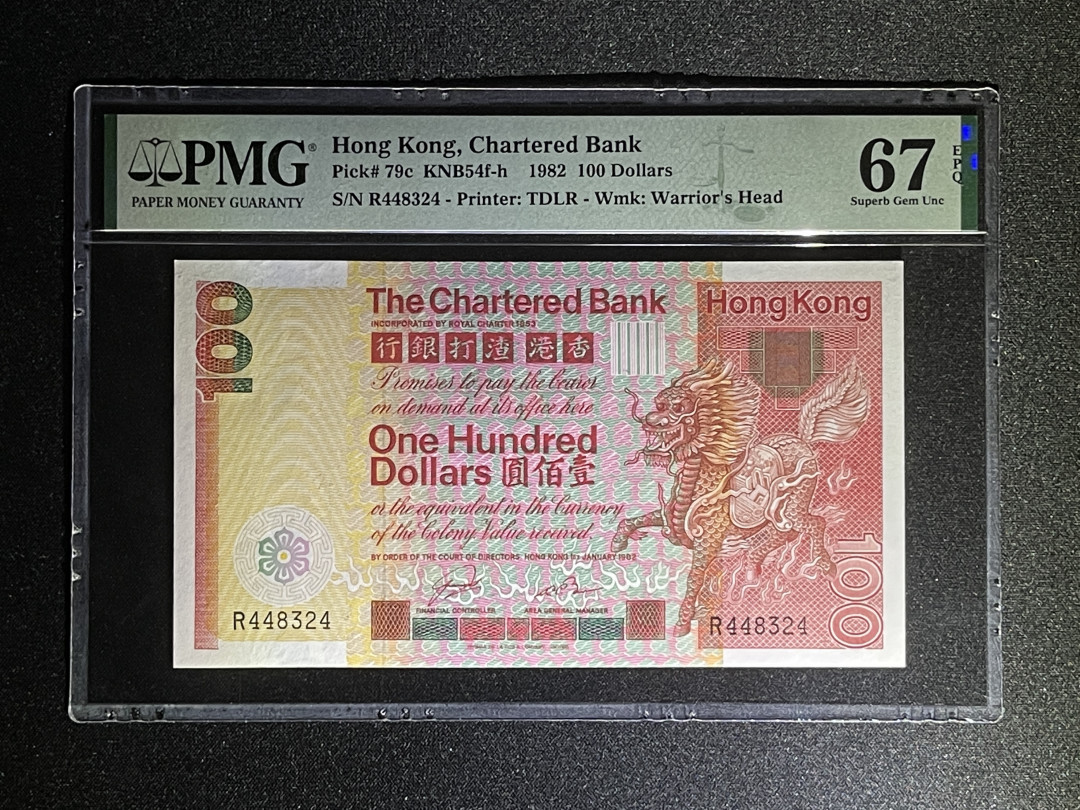 PMG®
PAPER MONEY GUARANTY
Hong Kong, Chartered Bank
Pick# 79c KNB54f-h 1982 100 Dollars
S/N R448324 - Printer: TDLR - Wmk: Warrior's Head
67
EPQ
Superb Gem Unc
100
The Chartered Bank
Hong Kong
INCORPORATED BY ROYAL CHARTER 1853
行銀打渣港香
Promises to pay the bearer
on demand at its office here
One Hundred
Dollars 圓佰壹
or the equivalent in the Currency
of the Colony Value received.
BY ORDER OF THE COURT OF DIRECTORS, HONG KONG 1ST JANUARY 1982
FINANCIAL CONTROLLER
AREA GENERAL MANAGER
R448324
R448324
100